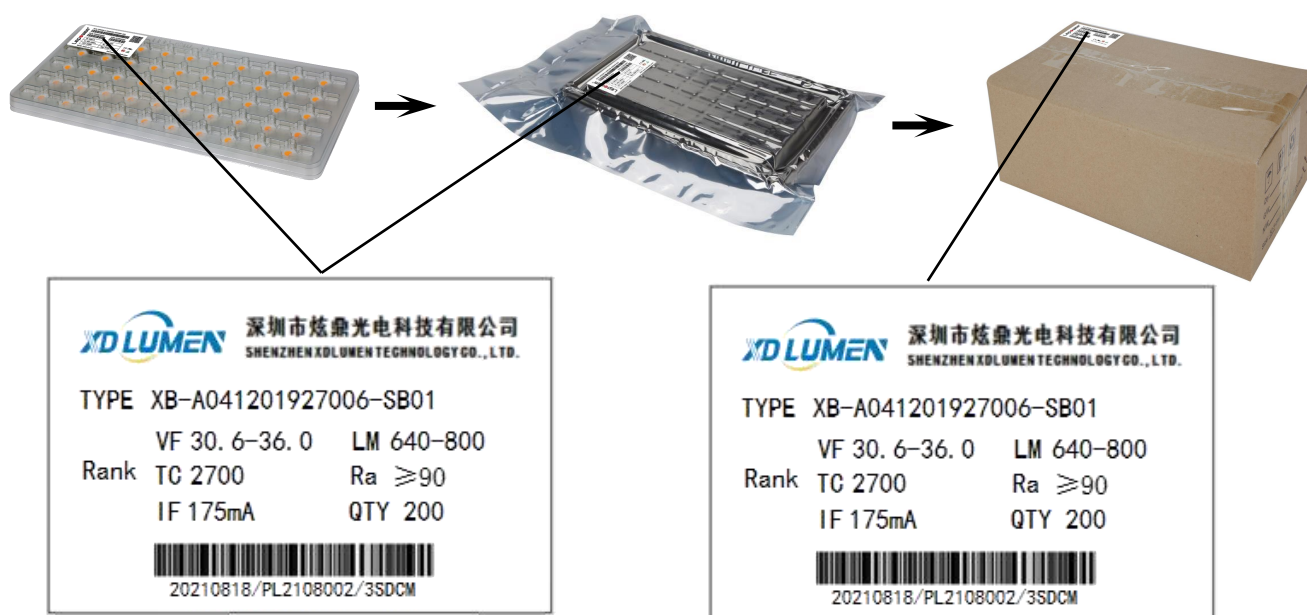 XD LUMEN
深圳市炫鼎光电科技有限公司
SHENZHEN XDLUMEN TECHNOLOGY CO., LTD.
TYPE XB-A041201927006-SB01
VF 30.6-36.0 LM 640-800
Rank TC 2700 Ra ≥90
IF 175mA QTY 200
20210818/PL2108002/3SDCM
XD LUMEN
深圳市炫鼎光电科技有限公司
SHENZHEN XDLUMEN TECHNOLOGY CO., LTD.
TYPE XB-A041201927006-SB01
VF 30.6-36.0 LM 640-800
Rank TC 2700 Ra ≥90
IF 175mA QTY 200
20210818/PL2108002/3SDCM